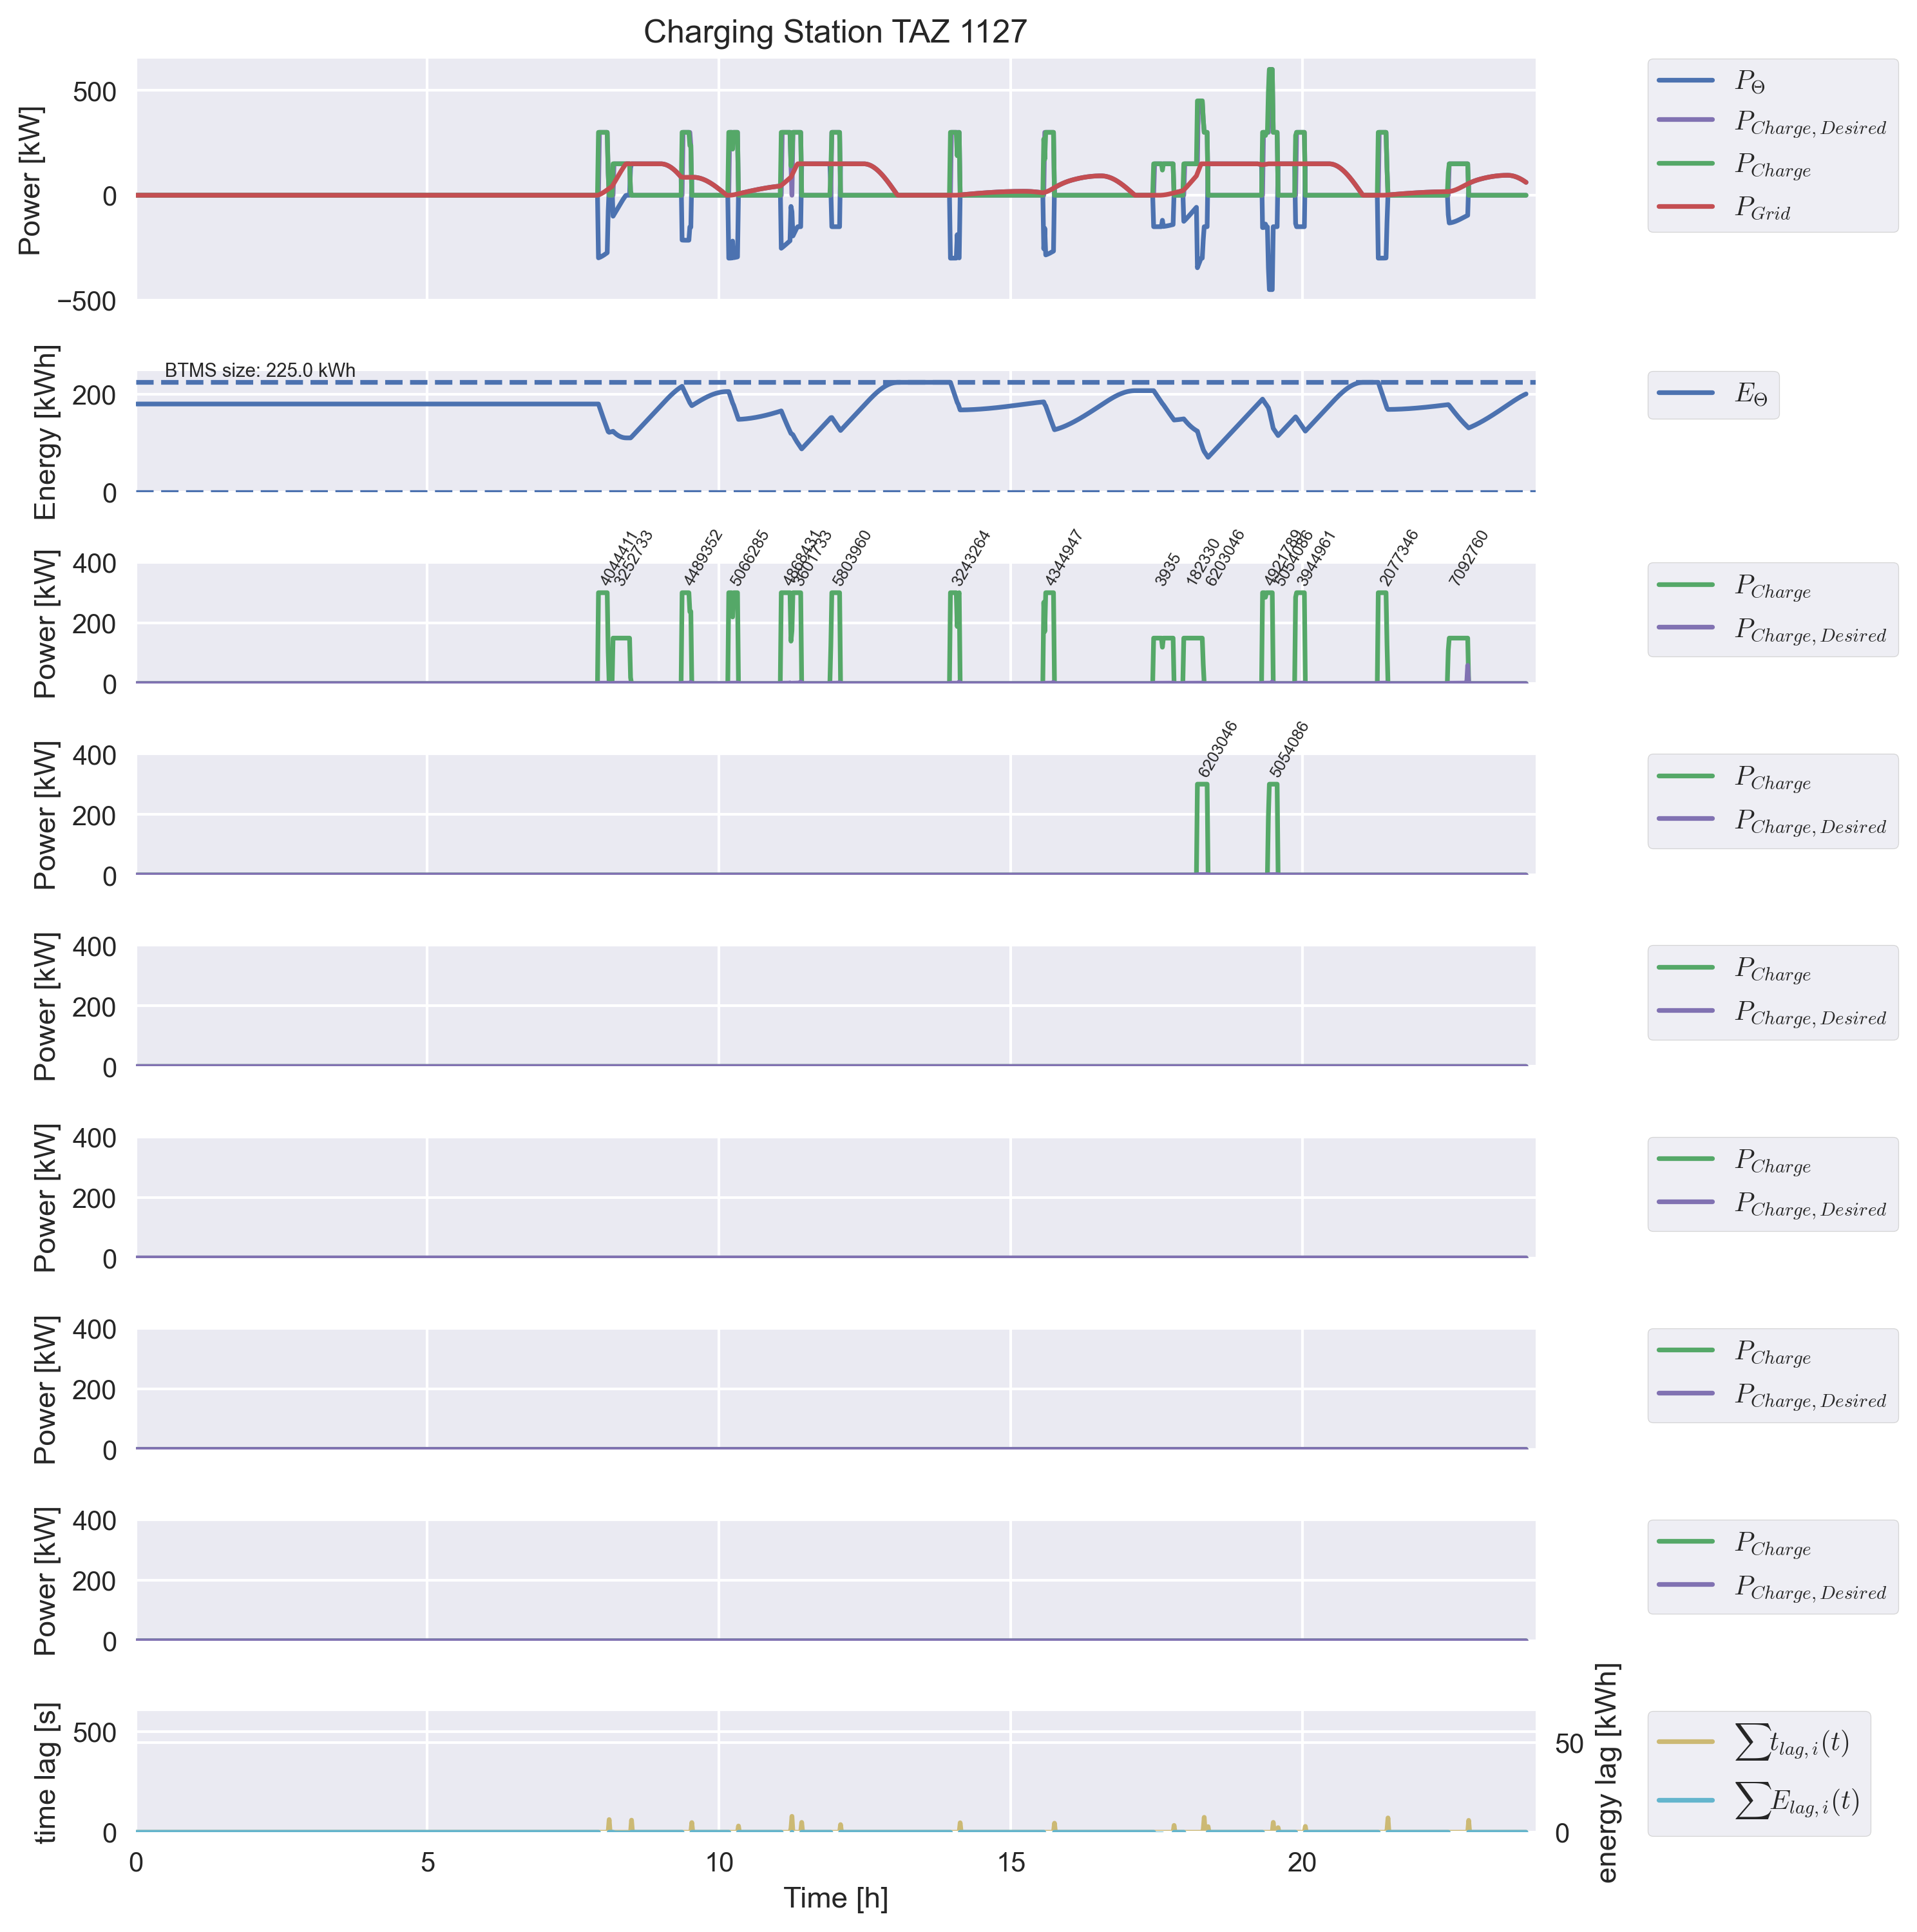 Charging Station TAZ 1127
Power [kW]
500
0
−500
P_Θ
P_Charge,Desired
P_Charge
P_Grid
Energy [kWh]
BTMS size: 225.0 kWh
200
0
E_Θ
Power [kW]
400
200
0
4044411
3252733
4489352
5066285
4868431
3601733
5803960
3243264
4344947
3935
182330
6203046
4921789
5054086
3944961
2077346
7092760
P_Charge
P_Charge,Desired
Power [kW]
400
200
0
6203046
5054086
P_Charge
P_Charge,Desired
Power [kW]
400
200
0
P_Charge
P_Charge,Desired
Power [kW]
400
200
0
P_Charge
P_Charge,Desired
Power [kW]
400
200
0
P_Charge
P_Charge,Desired
Power [kW]
400
200
0
P_Charge
P_Charge,Desired
time lag [s]
500
0
50
0
energy lag [kWh]
∑t_lag,i(t)
∑E_lag,i(t)
0 5 10 15 20
Time [h]